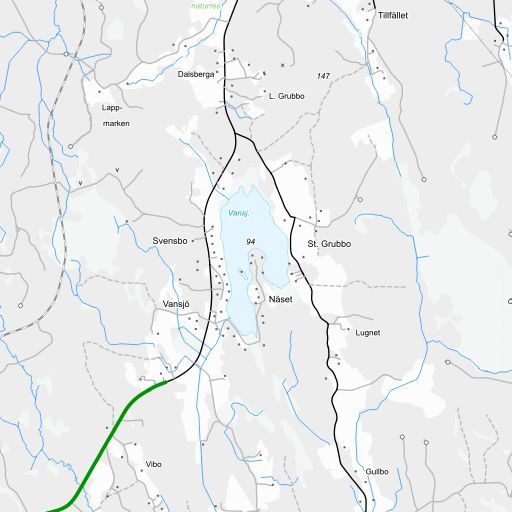 naturres
Tillfället
Dalsberga
147
L. Grubbo
Lapp-
marken
Vansj.
Svensbo
94
St. Grubbo
Vansjö
Näset
Lugnet
Vibo
Gullbo